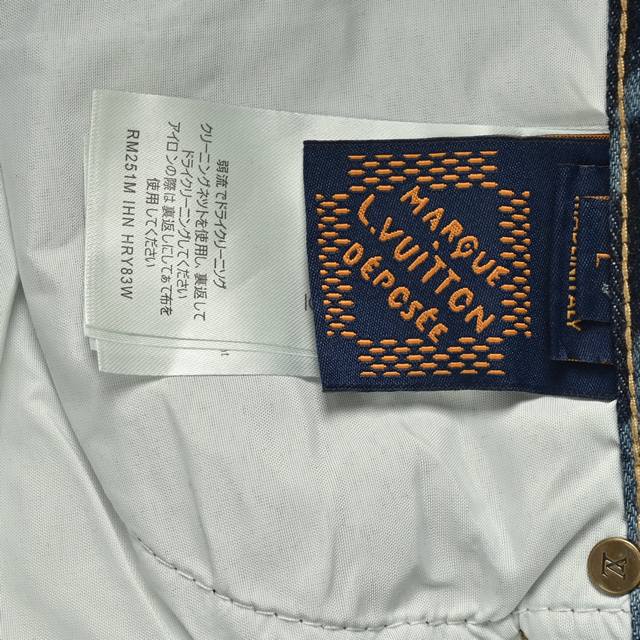 弱流でドライクリーニング
クリーニングネットを使用し、裏返して
ドライクリーニングしてください
アイロンの際は裏返しにしてあて布を
使用してください
RM251M IHN HRY83W
MARQUE
L.VUITTON
DÉPOSÉE
L